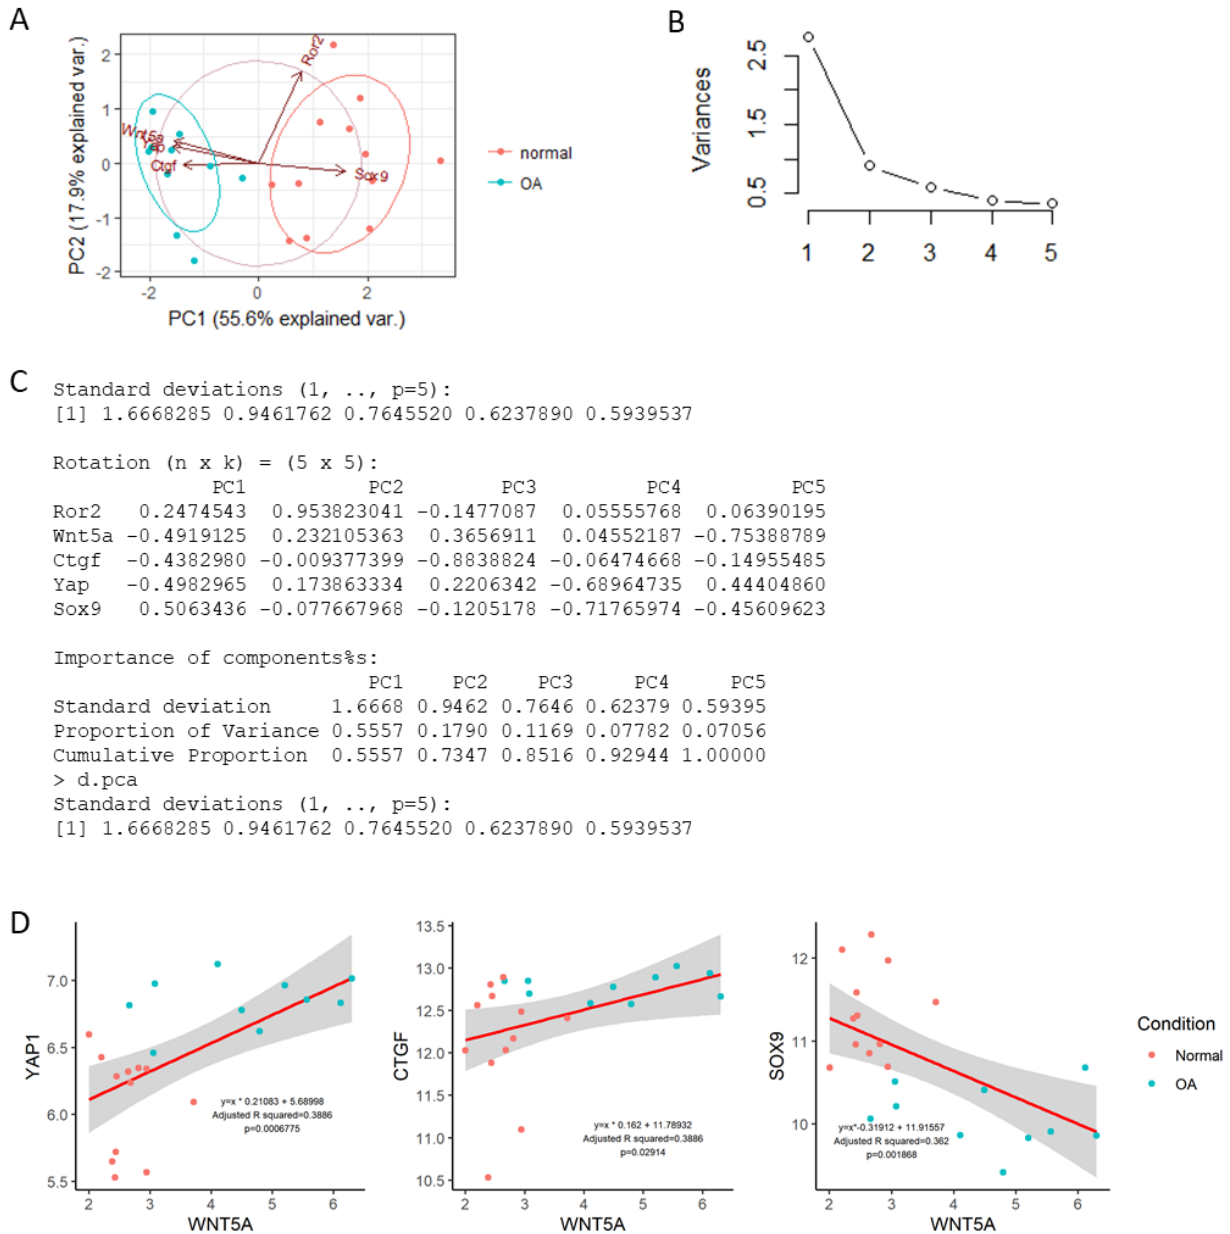 A
PC2 (17.9% explained var.)
2
1
0
-1
-2
Ror2
Wnt5a
Yap
Ctgf
Sox9
-2 0 2
PC1 (55.6% explained var.)
normal
OA
B
Variances
2.5
1.5
0.5
1 2 3 4 5
C
Standard deviations (1, .., p=5):
[1] 1.6668285 0.9461762 0.7645520 0.6237890 0.5939537
Rotation (n x k) = (5 x 5):
PC1 PC2 PC3 PC4 PC5
Ror2 0.2474543 0.953823041 -0.1477087 0.05555768 0.06390195
Wnt5a -0.4919125 0.232105363 0.3656911 0.04552187 -0.75388789
Ctgf -0.4382980 -0.009377399 -0.8838824 -0.06474668 -0.14955485
Yap -0.4982965 0.173863334 0.2206342 -0.68964735 0.44404860
Sox9 0.5063436 -0.077667968 -0.1205178 -0.71765974 -0.45609623
Importance of components%s:
PC1 PC2 PC3 PC4 PC5
Standard deviation 1.6668 0.9462 0.7646 0.62379 0.59395
Proportion of Variance 0.5557 0.1790 0.1169 0.07782 0.07056
Cumulative Proportion 0.5557 0.7347 0.8516 0.92944 1.00000
> d.pca
Standard deviations (1, .., p=5):
[1] 1.6668285 0.9461762 0.7645520 0.6237890 0.5939537
D
YAP1
7.0
6.5
6.0
5.5
y=x * 0.21083 + 5.68998
Adjusted R squared=0.3886
p=0.0006775
2 3 4 5 6
WNT5A
CTGF
13.5
13.0
12.5
12.0
11.5
11.0
10.5
y=x * 0.162 + 11.78932
Adjusted R squared=0.3886
p=0.02914
2 3 4 5 6
WNT5A
SOX9
12
11
10
y=x*-0.31912 + 11.91557
Adjusted R squared=0.362
p=0.001868
2 3 4 5 6
WNT5A
Condition
Normal
OA